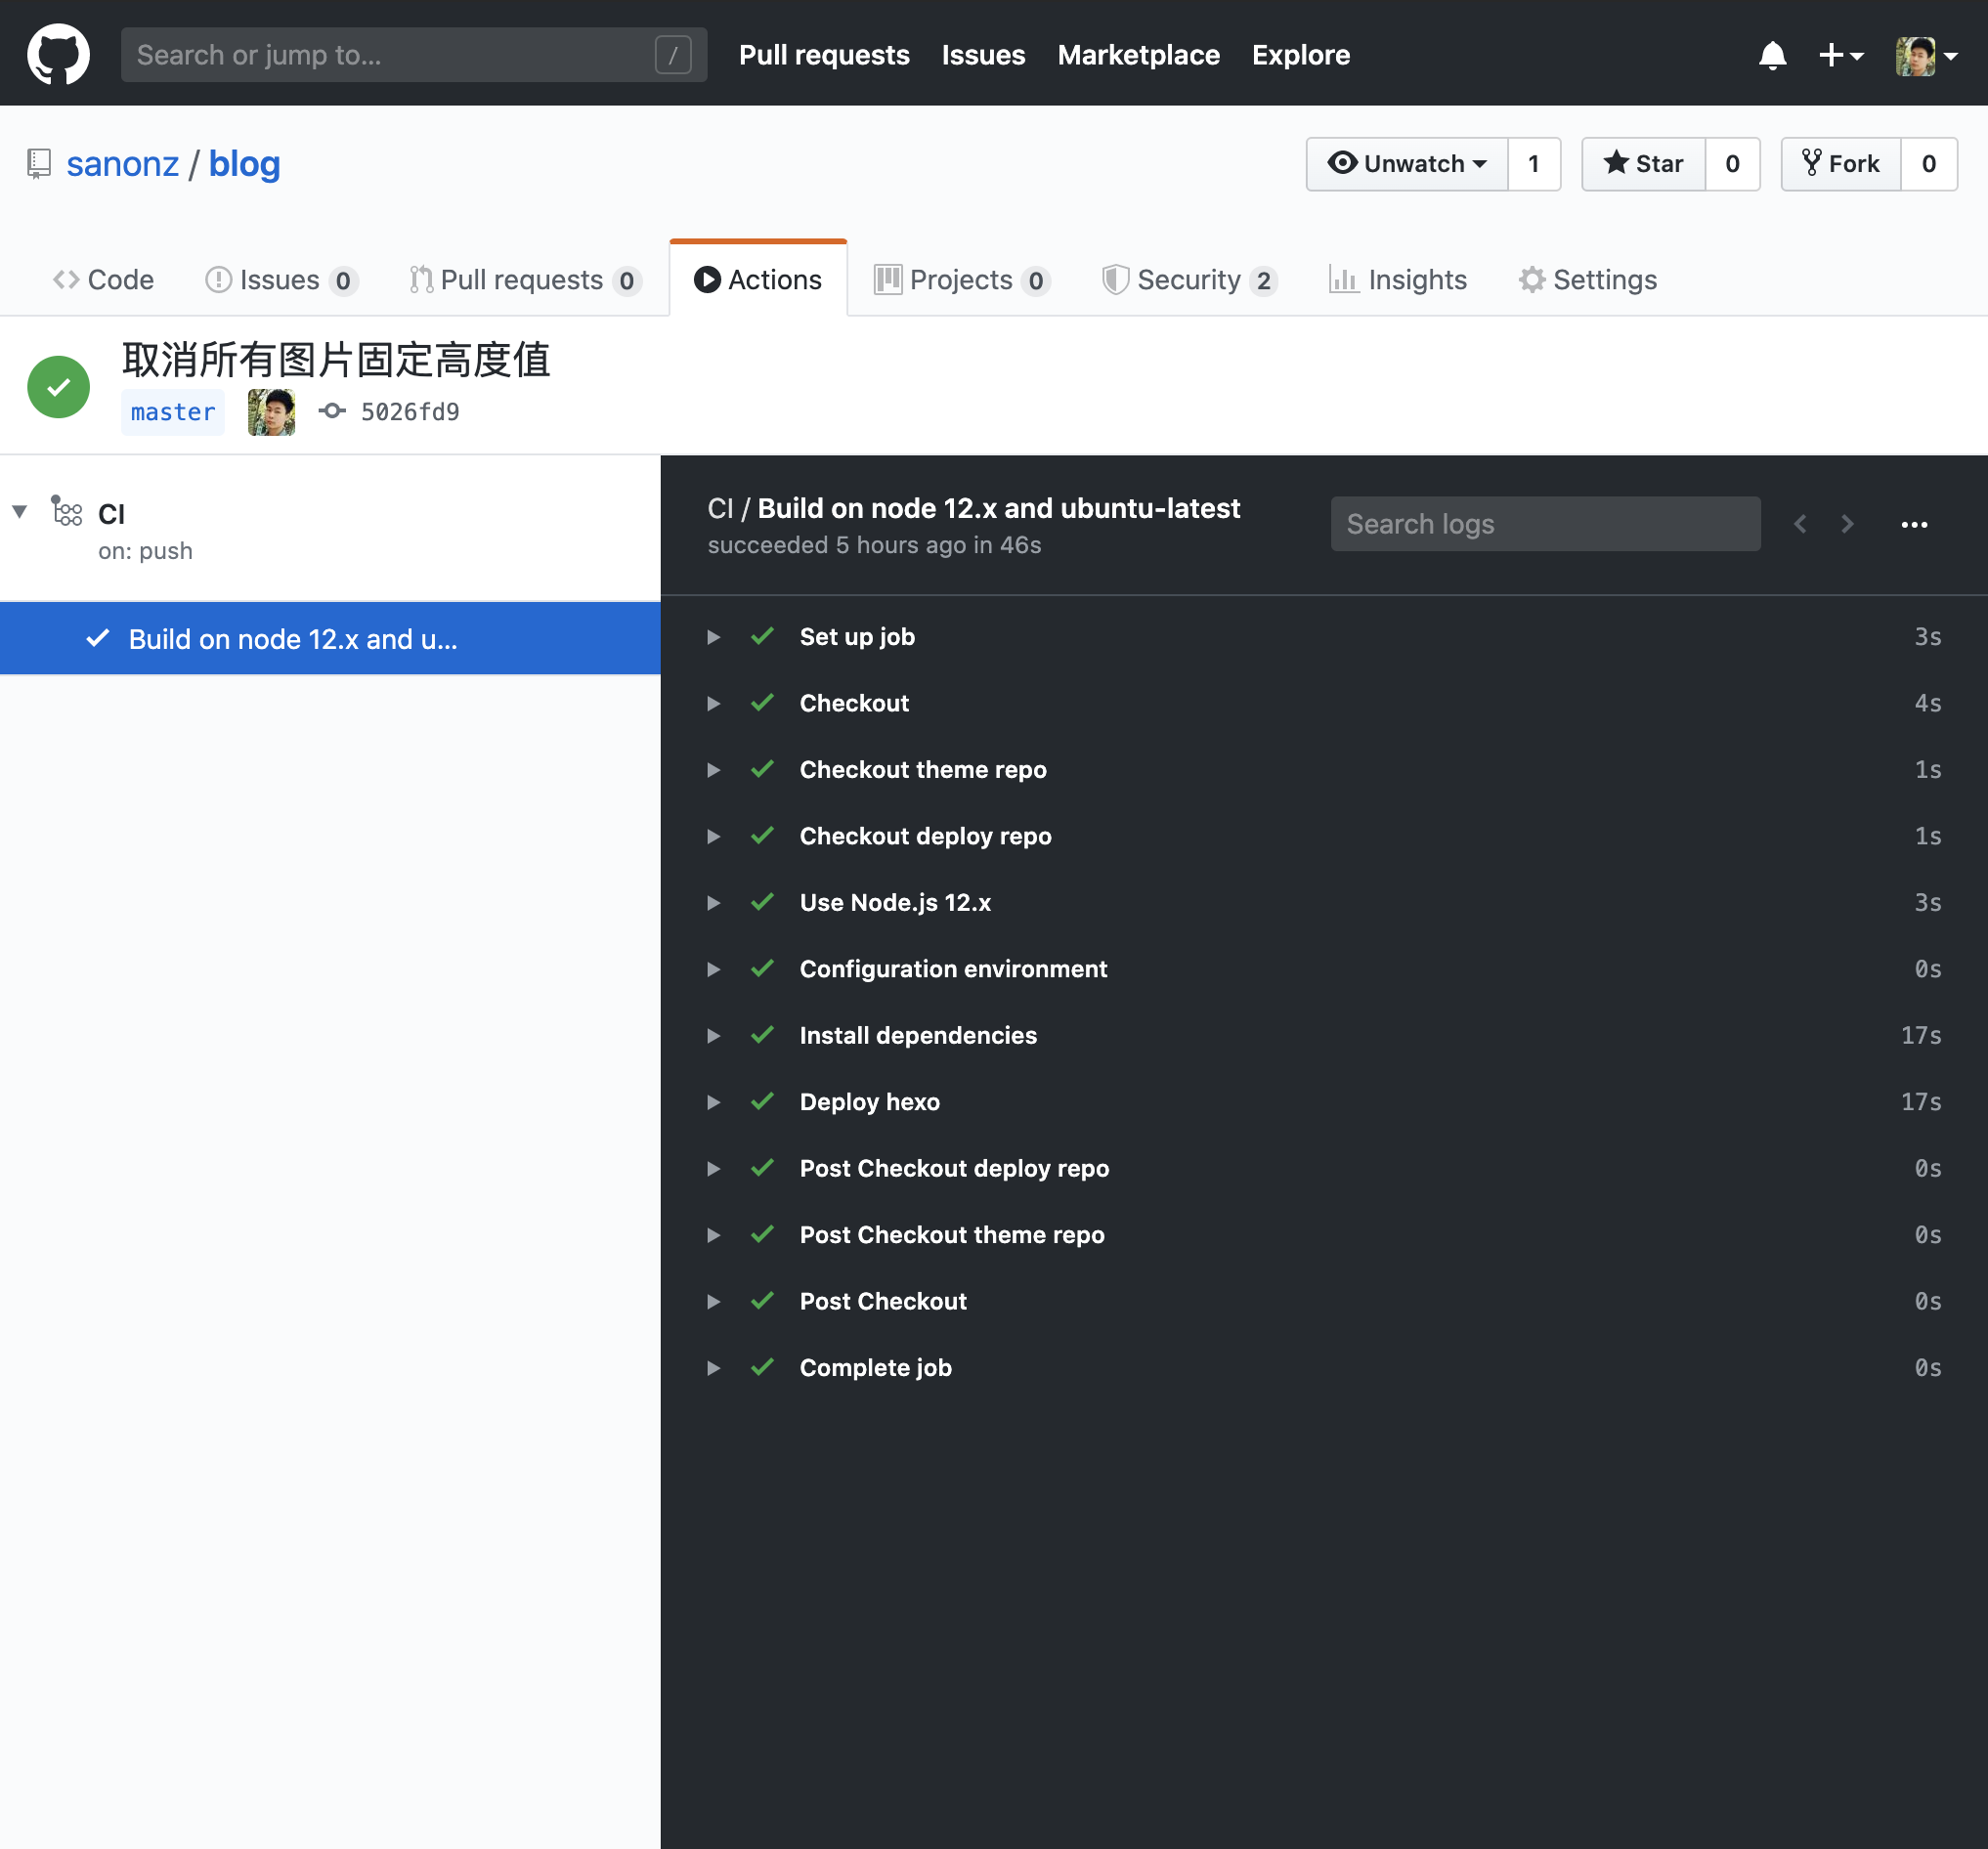 Search or jump to... / Pull requests Issues Marketplace Explore
sanonz / blog Unwatch 1 Star 0 Fork 0
Code Issues 0 Pull requests 0 Actions Projects 0 Security 2 Insights Settings
取消所有图片固定高度值
master 5026fd9
CI
on: push
Build on node 12.x and u...
CI / Build on node 12.x and ubuntu-latest
succeeded 5 hours ago in 46s
Search logs
Set up job 3s
Checkout 4s
Checkout theme repo 1s
Checkout deploy repo 1s
Use Node.js 12.x 3s
Configuration environment 0s
Install dependencies 17s
Deploy hexo 17s
Post Checkout deploy repo 0s
Post Checkout theme repo 0s
Post Checkout 0s
Complete job 0s